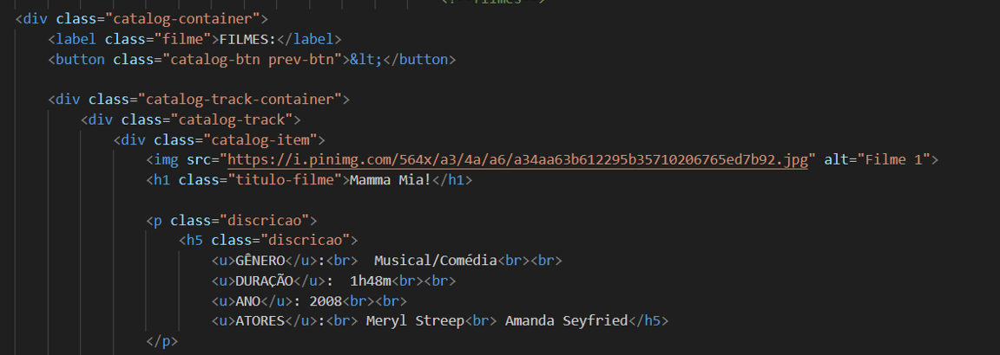 <div class="catalog-container">
<label class="filme">FILMES:</label>
<button class="catalog-btn prev-btn">&lt;</button>
<div class="catalog-track-container">
<div class="catalog-track">
<div class="catalog-item">
<img src="https://i.pinimg.com/564x/a3/4a/a6/a34aa63b612295b35710206765ed7b92.jpg" alt="Filme 1">
<h1 class="titulo-filme">Mamma Mia!</h1>
<p class="discricao">
<h5 class="discricao">
<u>GÊNERO</u>:<br>  Musical/Comédia<br><br>
<u>DURAÇÃO</u>:  1h48m<br><br>
<u>ANO</u>: 2008<br><br>
<u>ATORES</u>:<br> Meryl Streep<br> Amanda Seyfried</h5>
</p>